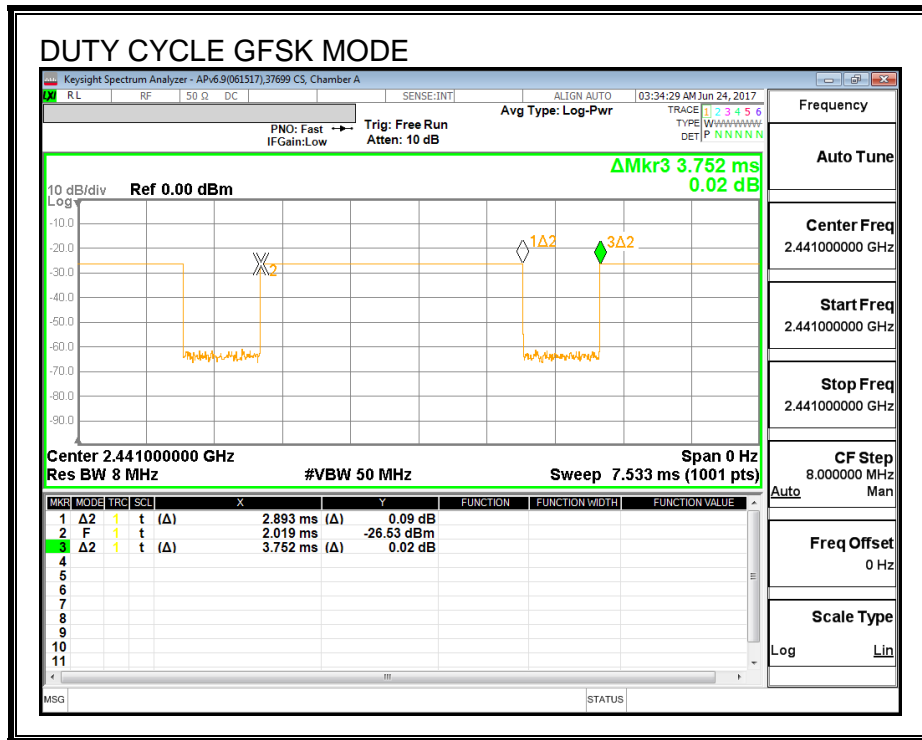 DUTY CYCLE GFSK MODE
Keysight Spectrum Analyzer - APv6.9(061517),37699 CS, Chamber A
LXI RL RF 50 Ω DC SENSE:INT ALIGN AUTO 03:34:29 AM Jun 24, 2017
PNO: Fast
IFGain:Low
Trig: Free Run
Atten: 10 dB
Avg Type: Log-Pwr
TRACE 1 2 3 4 5 6
TYPE WWWWWWW
DET P N N N N N
ΔMkr3 3.752 ms
0.02 dB
10 dB/div Ref 0.00 dBm
Log
-10.0
-20.0
-30.0
-40.0
-50.0
-60.0
-70.0
-80.0
-90.0
2
1Δ2
3Δ2
Center 2.441000000 GHz Span 0 Hz
Res BW 8 MHz #VBW 50 MHz Sweep 7.533 ms (1001 pts)
MKR MODE TRC SCL X Y FUNCTION FUNCTION WIDTH FUNCTION VALUE
1 Δ2 1 t (Δ) 2.893 ms (Δ) 0.09 dB
2 F 1 t 2.019 ms -26.53 dBm
3 Δ2 1 t (Δ) 3.752 ms (Δ) 0.02 dB
4
5
6
7
8
9
10
11
MSG STATUS
Frequency
Auto Tune
Center Freq
2.441000000 GHz
Start Freq
2.441000000 GHz
Stop Freq
2.441000000 GHz
CF Step
8.000000 MHz
Auto Man
Freq Offset
0 Hz
Scale Type
Log Lin